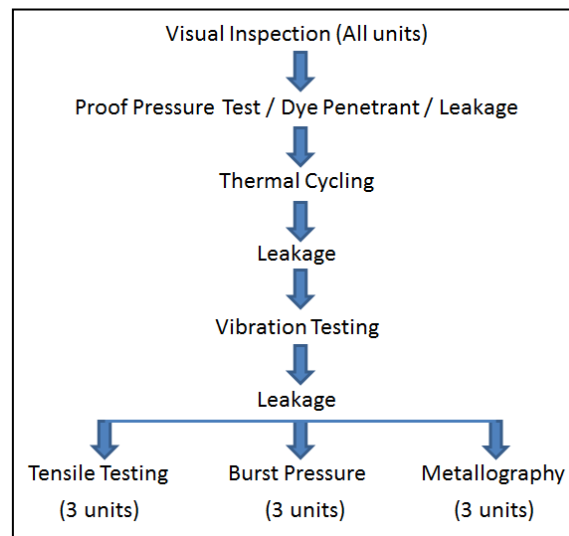 Visual Inspection (All units)
Proof Pressure Test / Dye Penetrant / Leakage
Thermal Cycling
Leakage
Vibration Testing
Leakage
Tensile Testing
(3 units)
Burst Pressure
(3 units)
Metallography
(3 units)